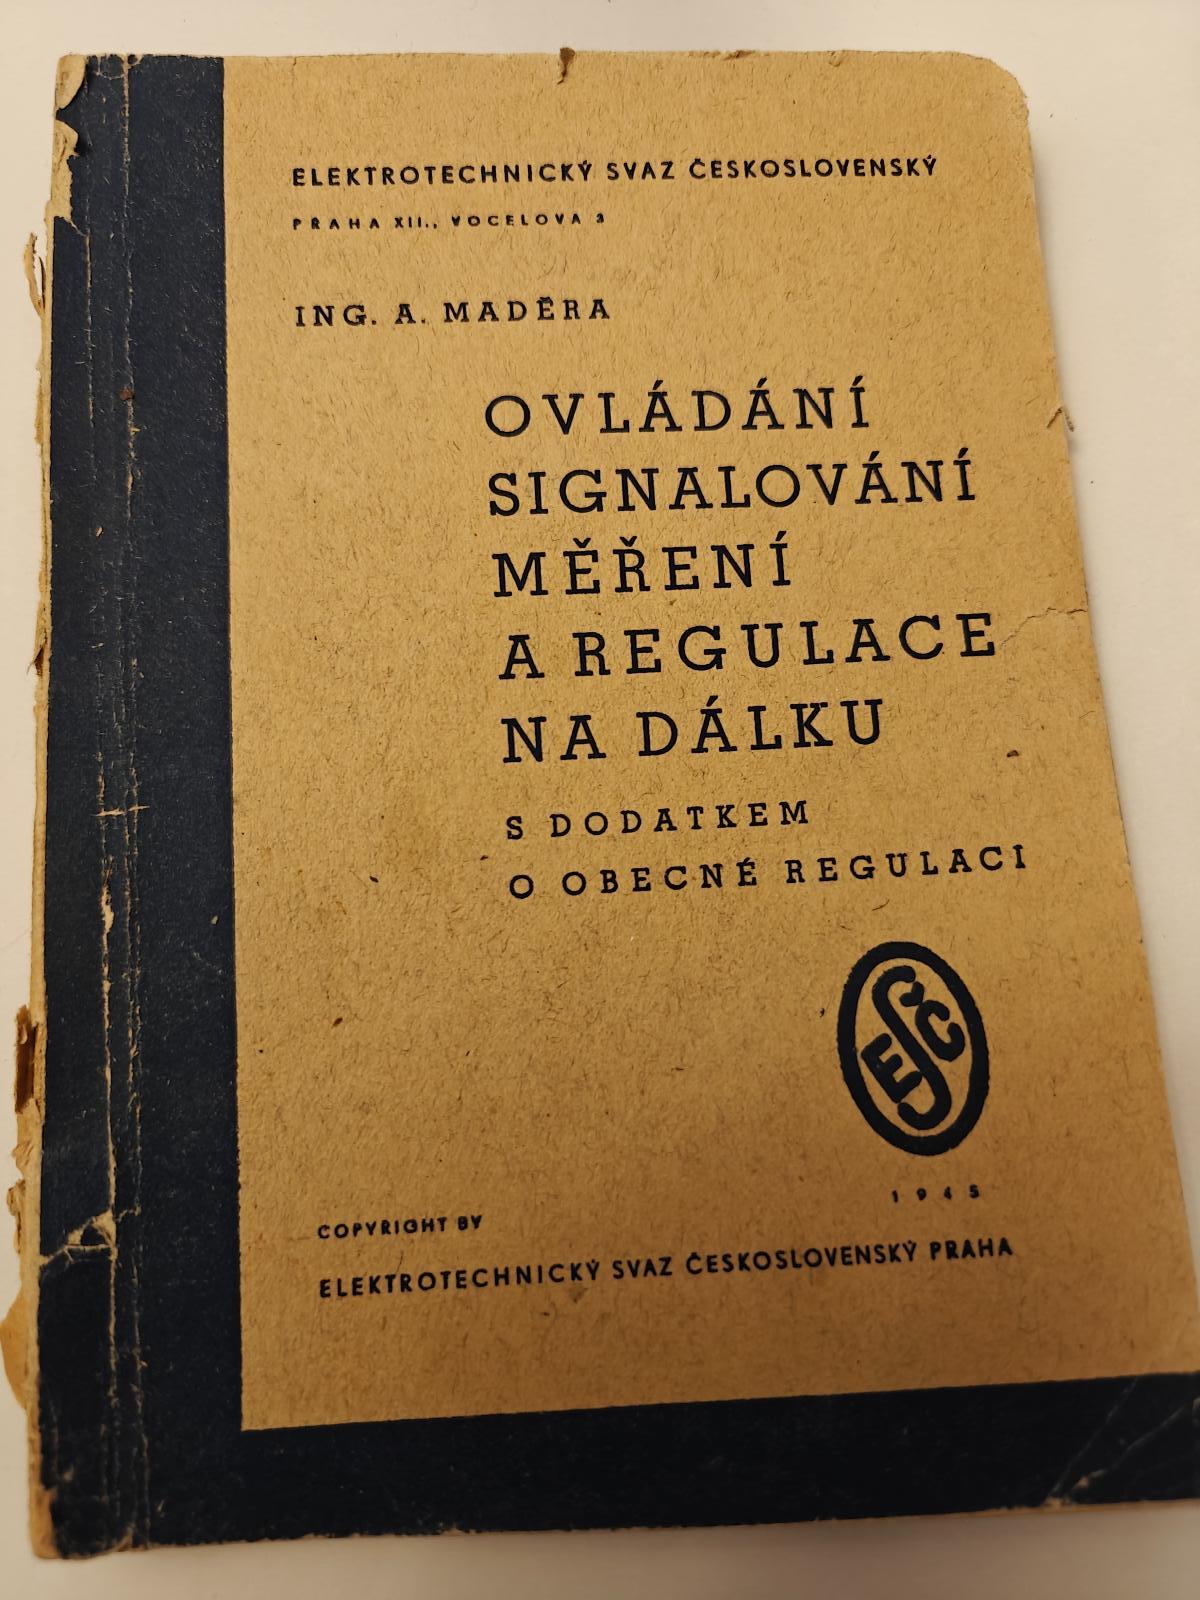 ELEKTROTECHNICKÝ SVAZ ČESKOSLOVENSKÝ
PRAHA XII., VOCELOVA 3
ING. A. MADĚRA
OVLÁDÁNÍ
SIGNALOVÁNÍ
MĚŘENÍ
A REGULACE
NA DÁLKU
S DODATKEM
O OBECNÉ REGULACI
ESČ
1945
COPYRIGHT BY
ELEKTROTECHNICKÝ SVAZ ČESKOSLOVENSKÝ PRAHA